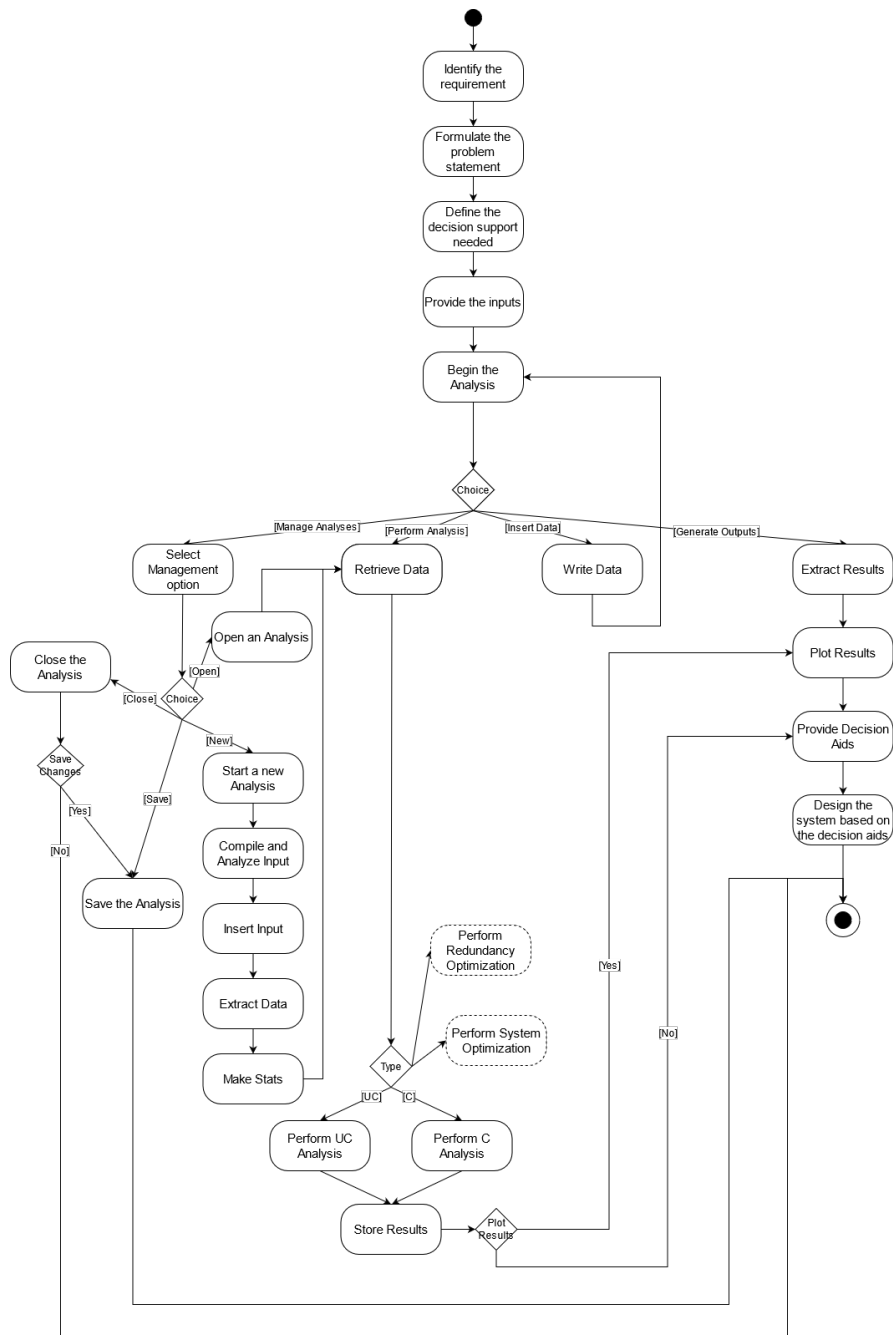 Identify the
requirement
Formulate the
problem
statement
Define the
decision support
needed
Provide the inputs
Begin the
Analysis
Choice
[Manage Analyses]
[Perform Analysis]
[Insert Data]
[Generate Outputs]
Select
Management
option
Retrieve Data
Write Data
Extract Results
Open an Analysis
Close the
Analysis
Plot Results
[Open]
Choice
[Close]
[New]
Provide Decision
Aids
Save
Changes
Start a new
Analysis
[Yes]
[Save]
Design the
system based on
the decision aids
[No]
Compile and
Analyze Input
Save the Analysis
Insert Input
Perform
Redundancy
Optimization
[Yes]
Extract Data
Perform System
Optimization
[No]
Type
Make Stats
[UC]
[C]
Perform UC
Analysis
Perform C
Analysis
Store Results
Plot
Results